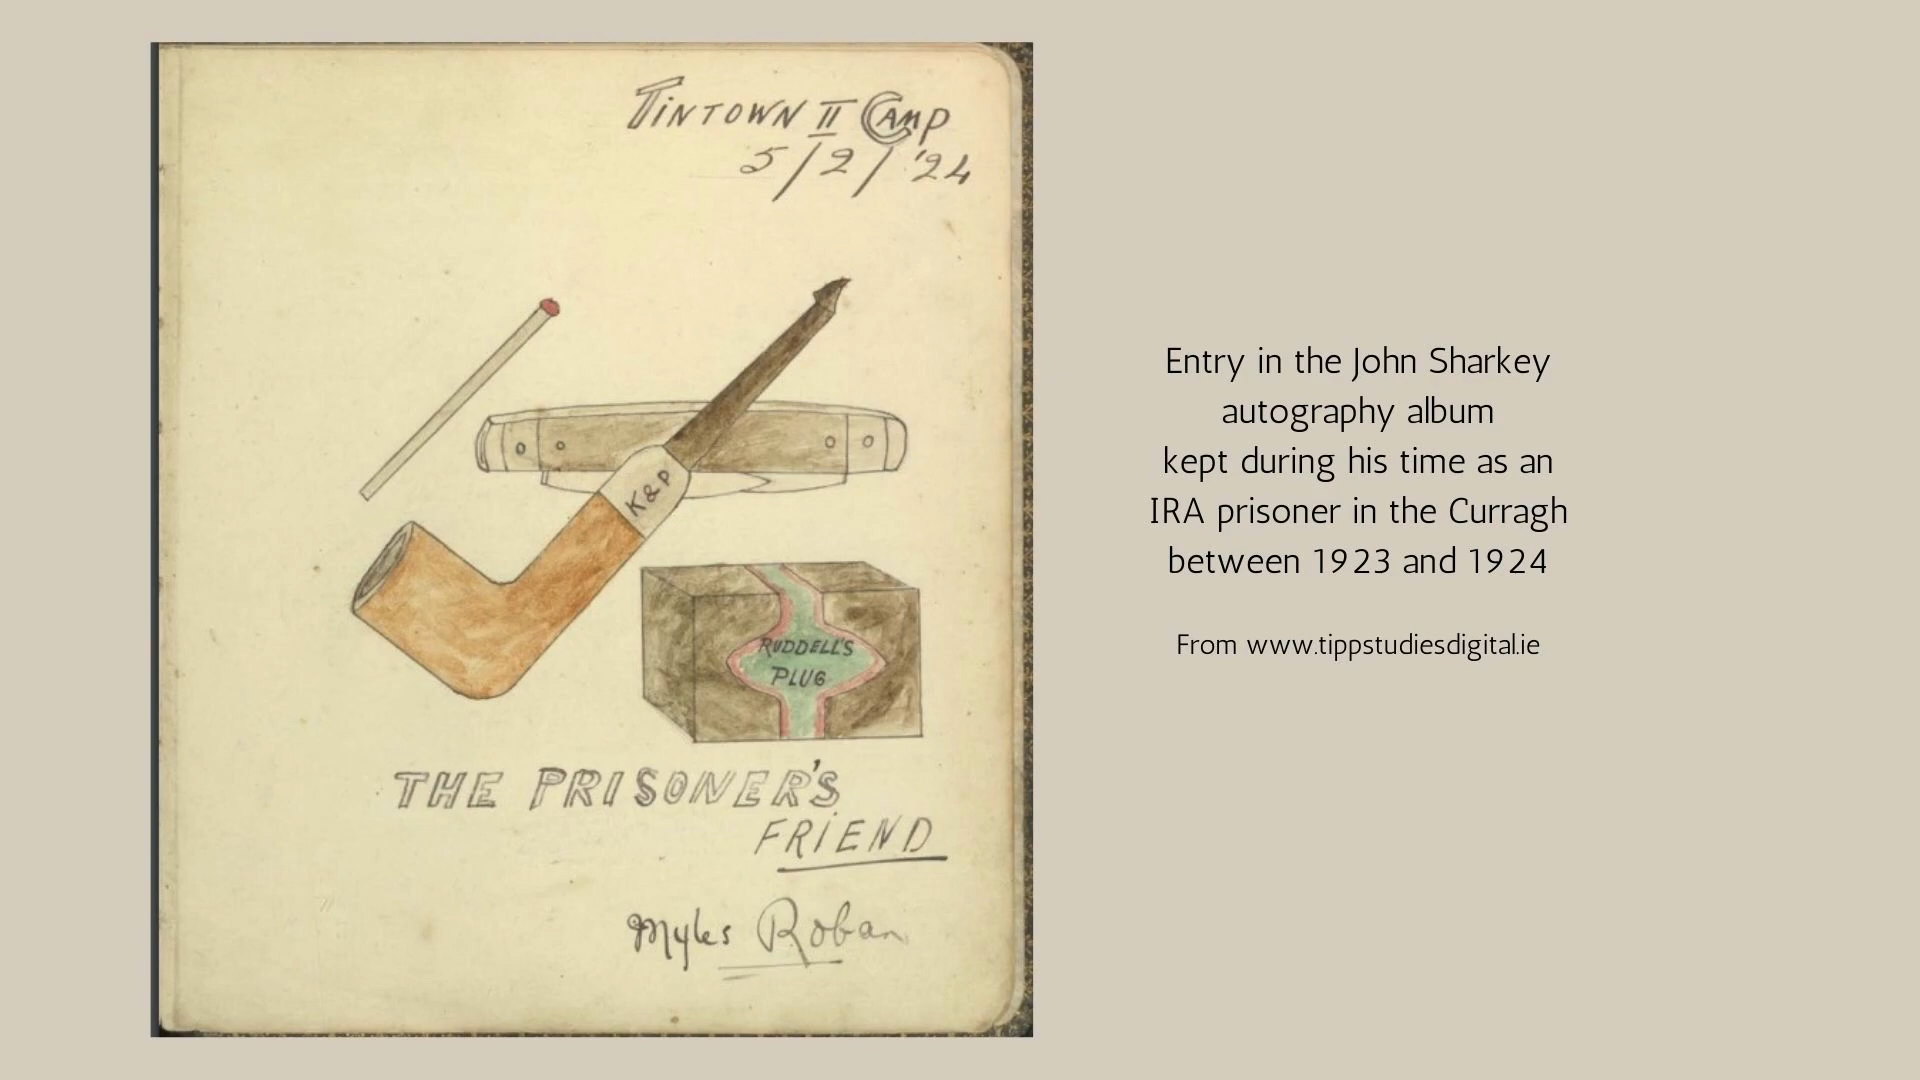 TINTOWN II CAMP
5/2/'24
K & P
RUDDELL'S
PLUG
THE PRISONER'S
FRIEND
Myles Roban
Entry in the John Sharkey
autography album
kept during his time as an
IRA prisoner in the Curragh
between 1923 and 1924
From www.tippstudiesdigital.ie